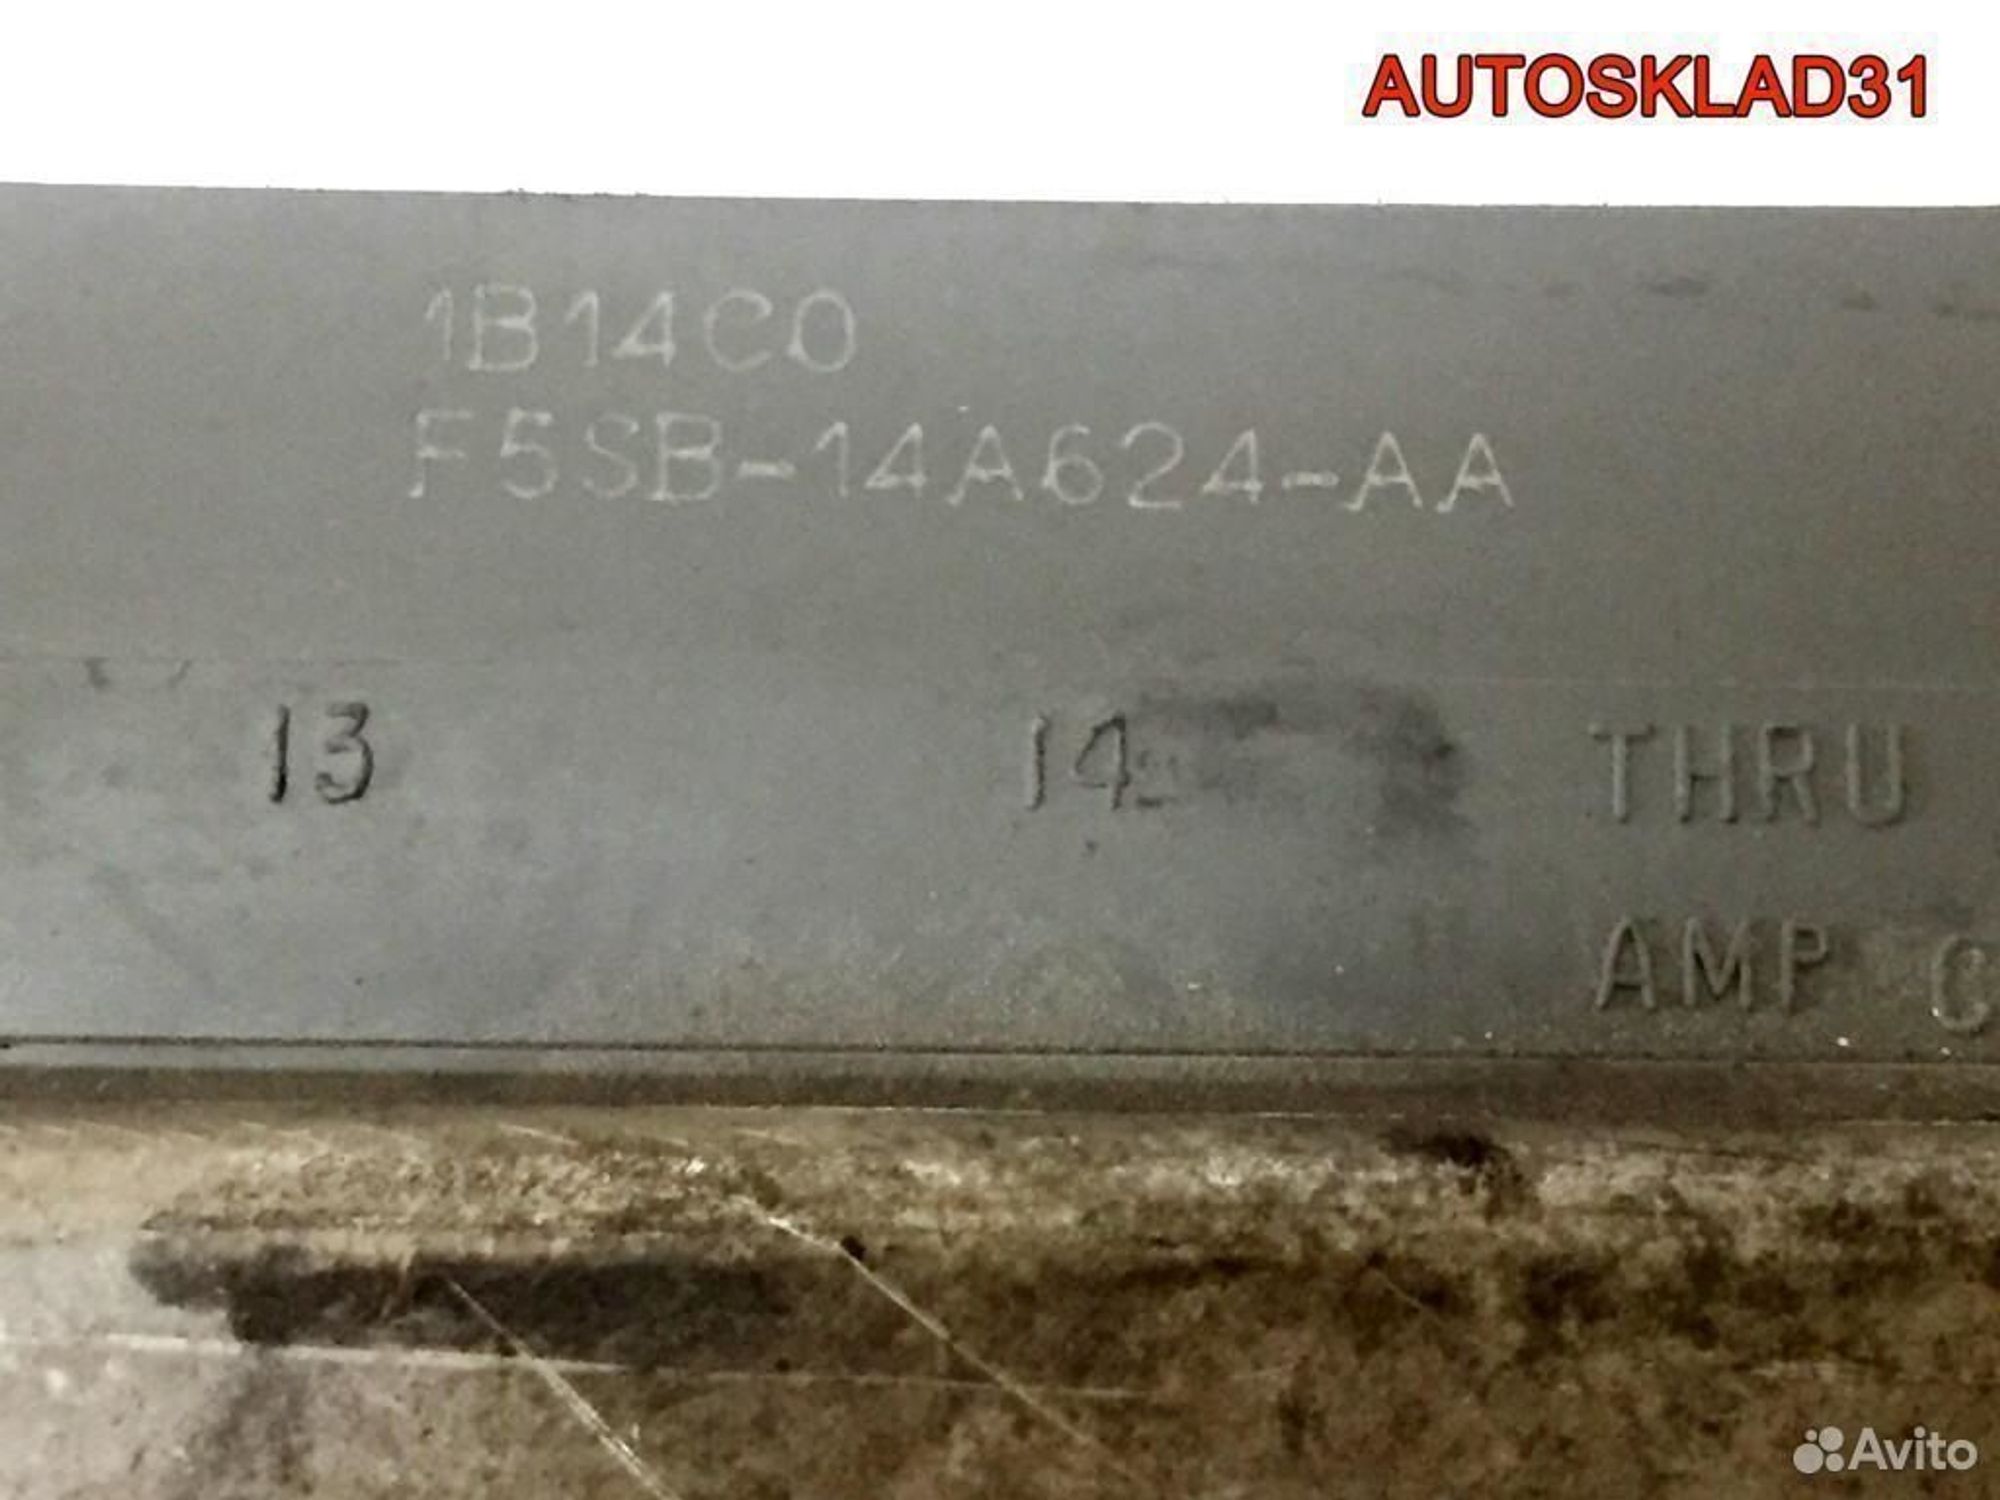 AUTOSKLAD31
1B14C0
F5SB-14A624-AA
13 14 THRU
AMP C
Avito